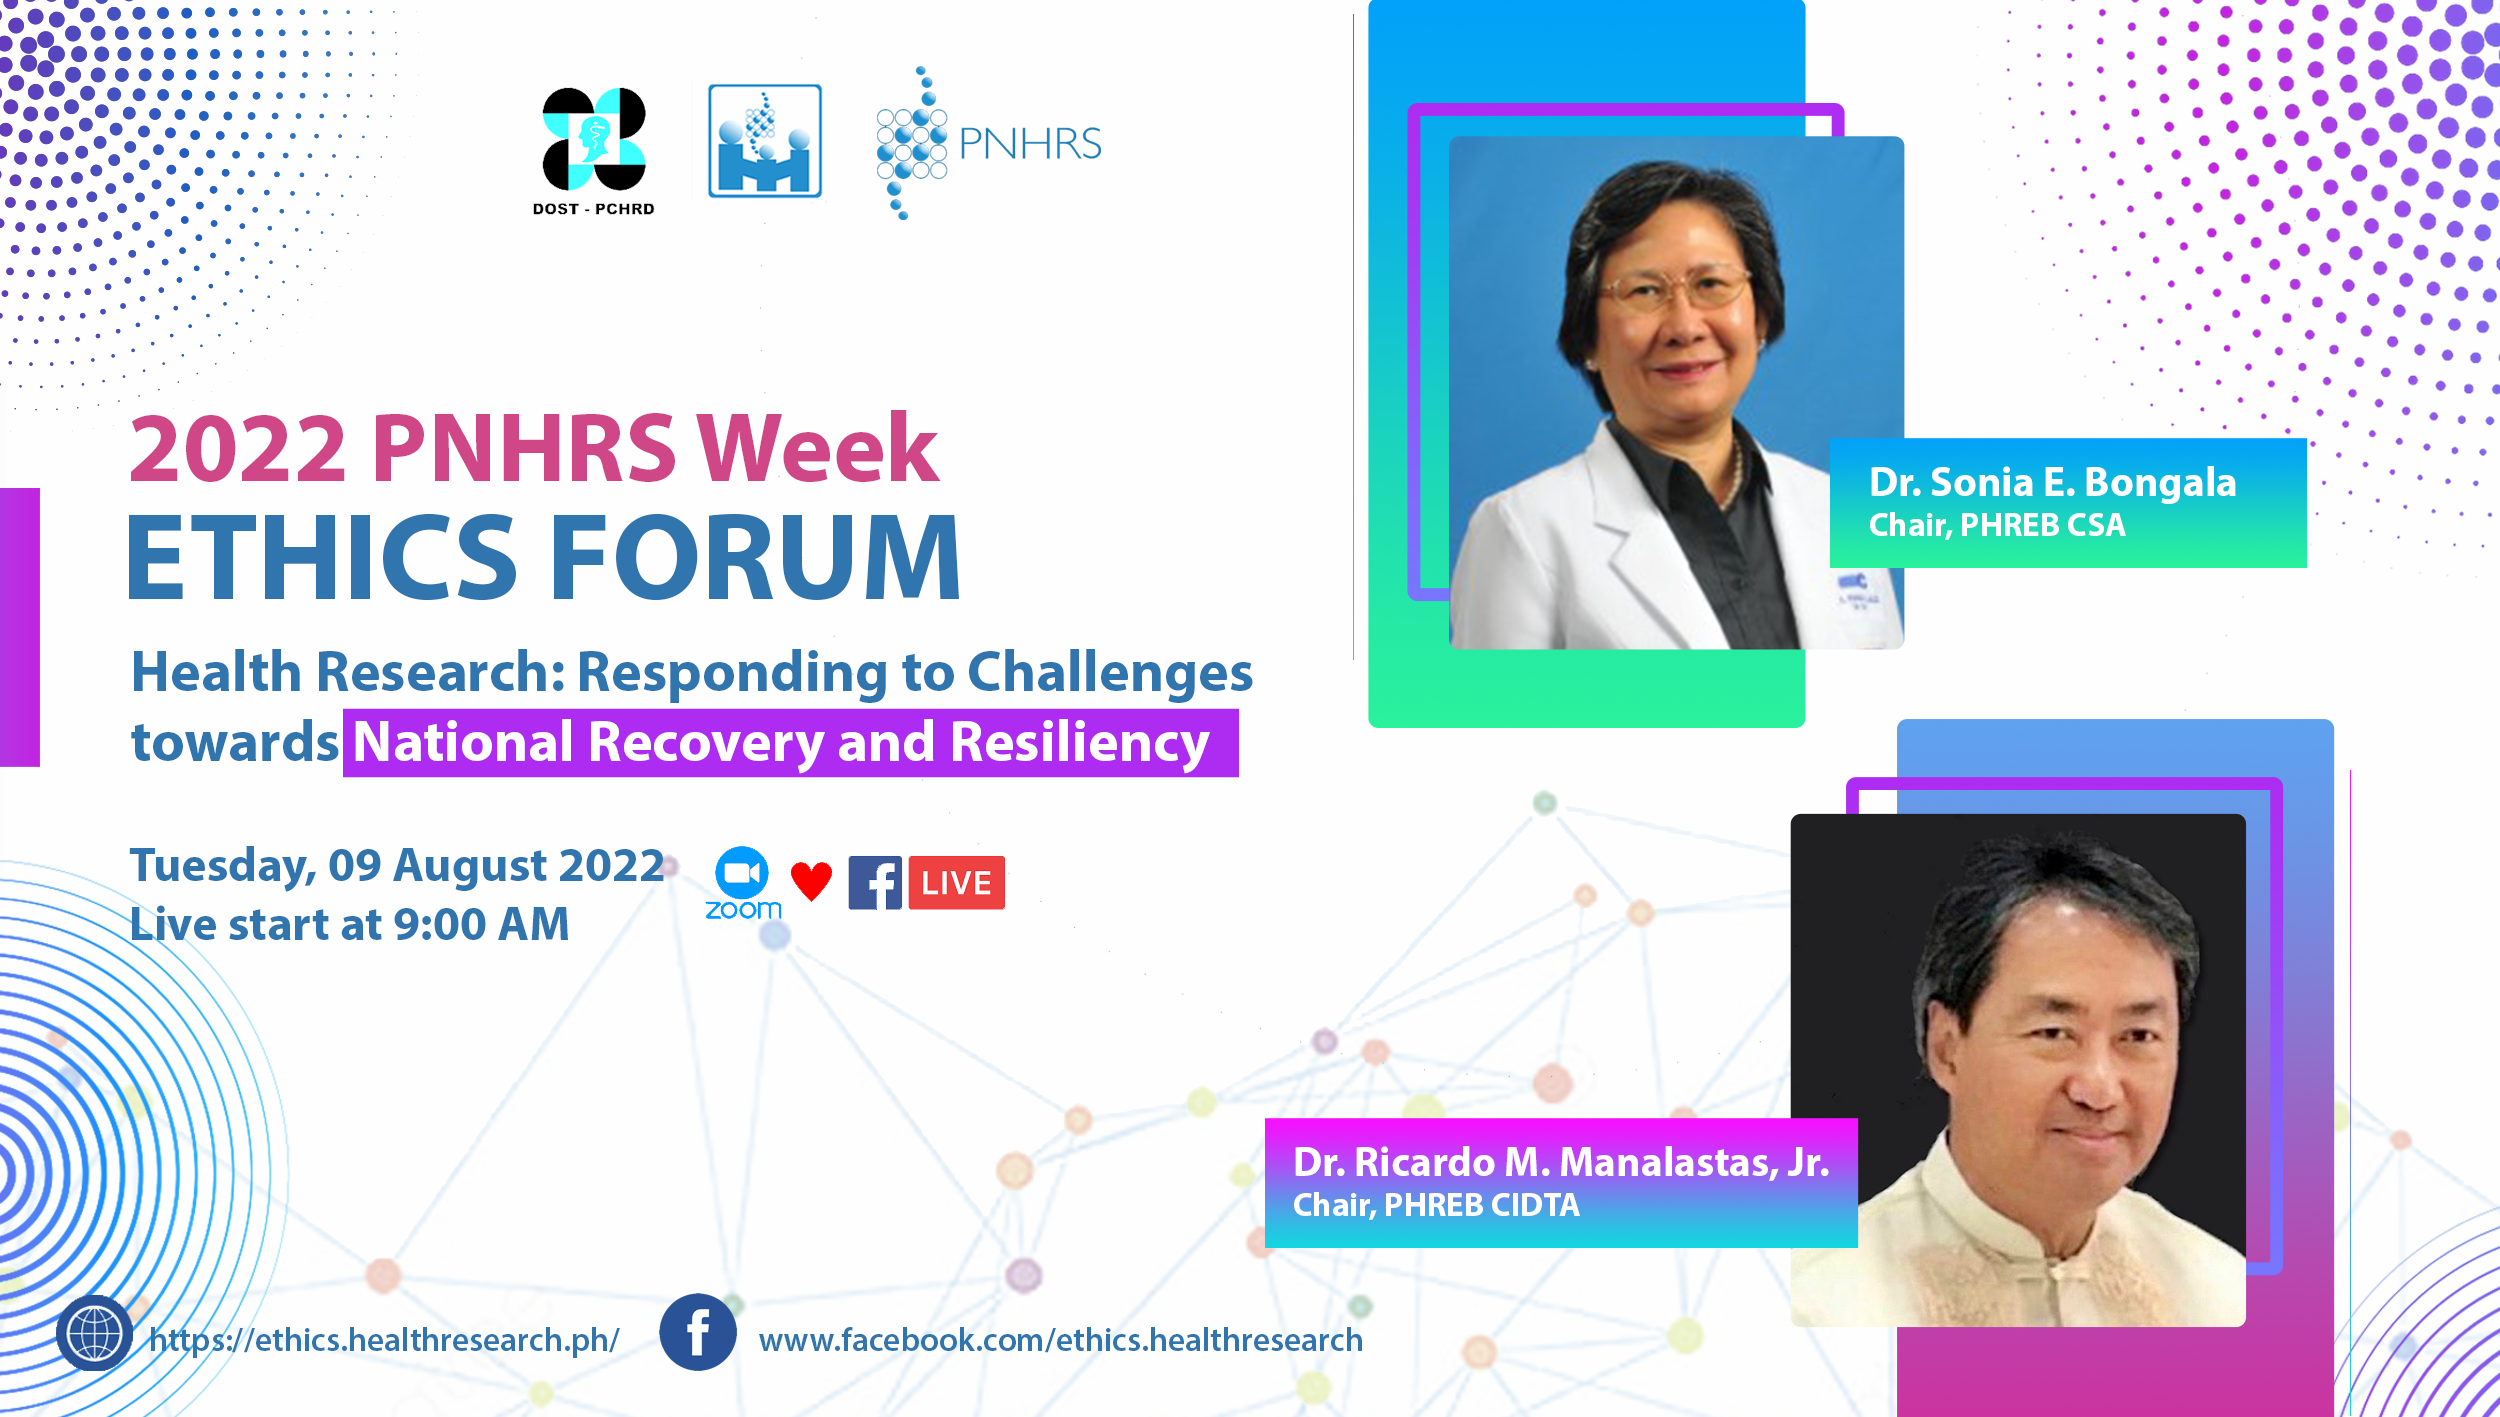 DOST - PCHRD
PNHRS
2022 PNHRS Week
ETHICS FORUM
Health Research: Responding to Challenges
towards National Recovery and Resiliency
Tuesday, 09 August 2022
Live start at 9:00 AM
zoom
f LIVE
Dr. Sonia E. Bongala
Chair, PHREB CSA
Dr. Ricardo M. Manalastas, Jr.
Chair, PHREB CIDTA
https://ethics.healthresearch.ph/
f www.facebook.com/ethics.healthresearch